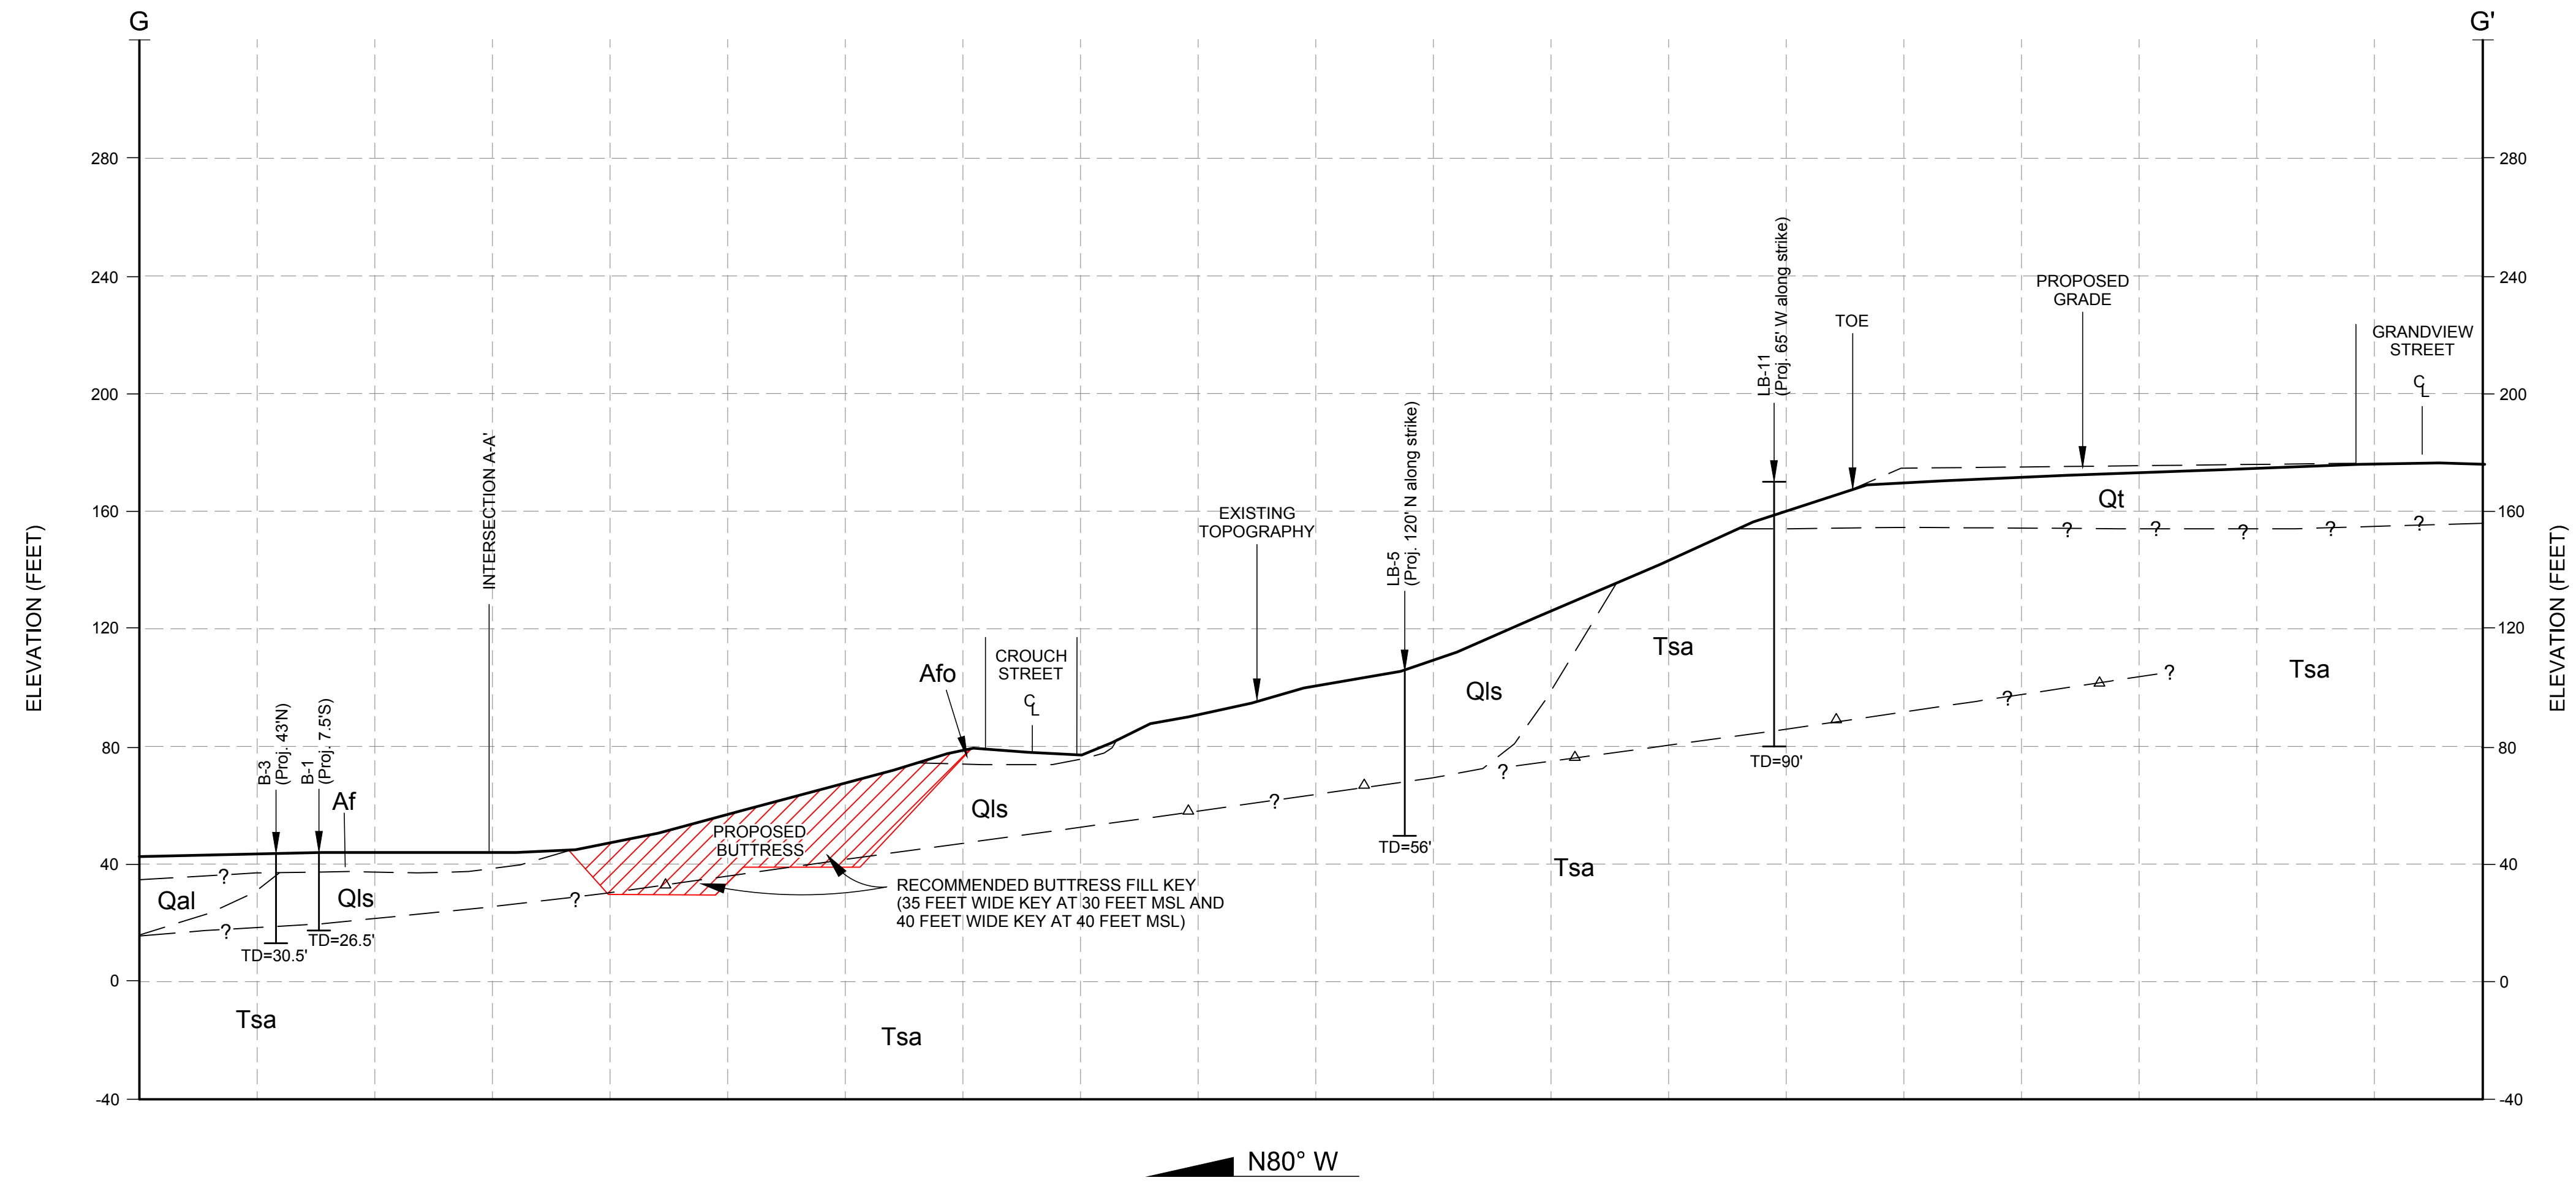 G
G'
280
280
240
240
200
200
160
160
120
120
80
80
40
40
0
0
-40
-40
ELEVATION (FEET)
ELEVATION (FEET)
B-3
(Proj. 43'N)
B-1
(Proj. 7.5'S)
Af
INTERSECTION A-A'
Afo
CROUCH
STREET
CL
EXISTING
TOPOGRAPHY
LB-5
(Proj. 120' N along strike)
LB-11
(Proj. 65' W along strike)
TOE
PROPOSED
GRADE
GRANDVIEW
STREET
CL
Qt
? ? ? ? ?
Tsa
Tsa
? ?
Qls
?
TD=90'
Qls
?
PROPOSED
BUTTRESS
TD=56'
Tsa
RECOMMENDED BUTTRESS FILL KEY
(35 FEET WIDE KEY AT 30 FEET MSL AND
40 FEET WIDE KEY AT 40 FEET MSL)
?
Qal
Qls
?
?
TD=26.5'
TD=30.5'
Tsa
Tsa
N80° W